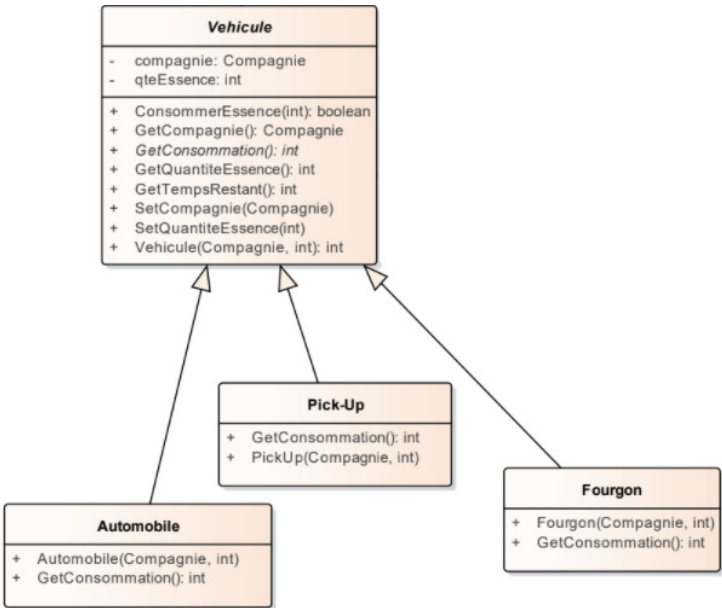 Vehicule
- compagnie: Compagnie
- qteEssence: int
+ ConsommerEssence(int): boolean
+ GetCompagnie(): Compagnie
+ GetConsommation(): int
+ GetQuantiteEssence(): int
+ GetTempsRestant(): int
+ SetCompagnie(Compagnie)
+ SetQuantiteEssence(int)
+ Vehicule(Compagnie, int): int
Pick-Up
+ GetConsommation(): int
+ PickUp(Compagnie, int)
Fourgon
+ Fourgon(Compagnie, int)
+ GetConsommation(): int
Automobile
+ Automobile(Compagnie, int)
+ GetConsommation(): int